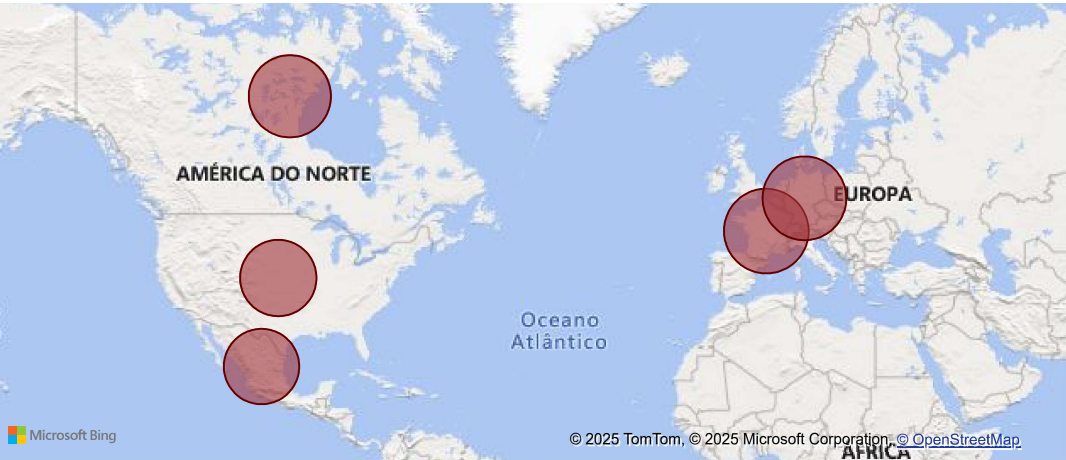 AMÉRICA DO NORTE
EUROPA
Oceano
Atlântico
Microsoft Bing
© 2025 TomTom, © 2025 Microsoft Corporation, © OpenStreetMap
ÁFRICA